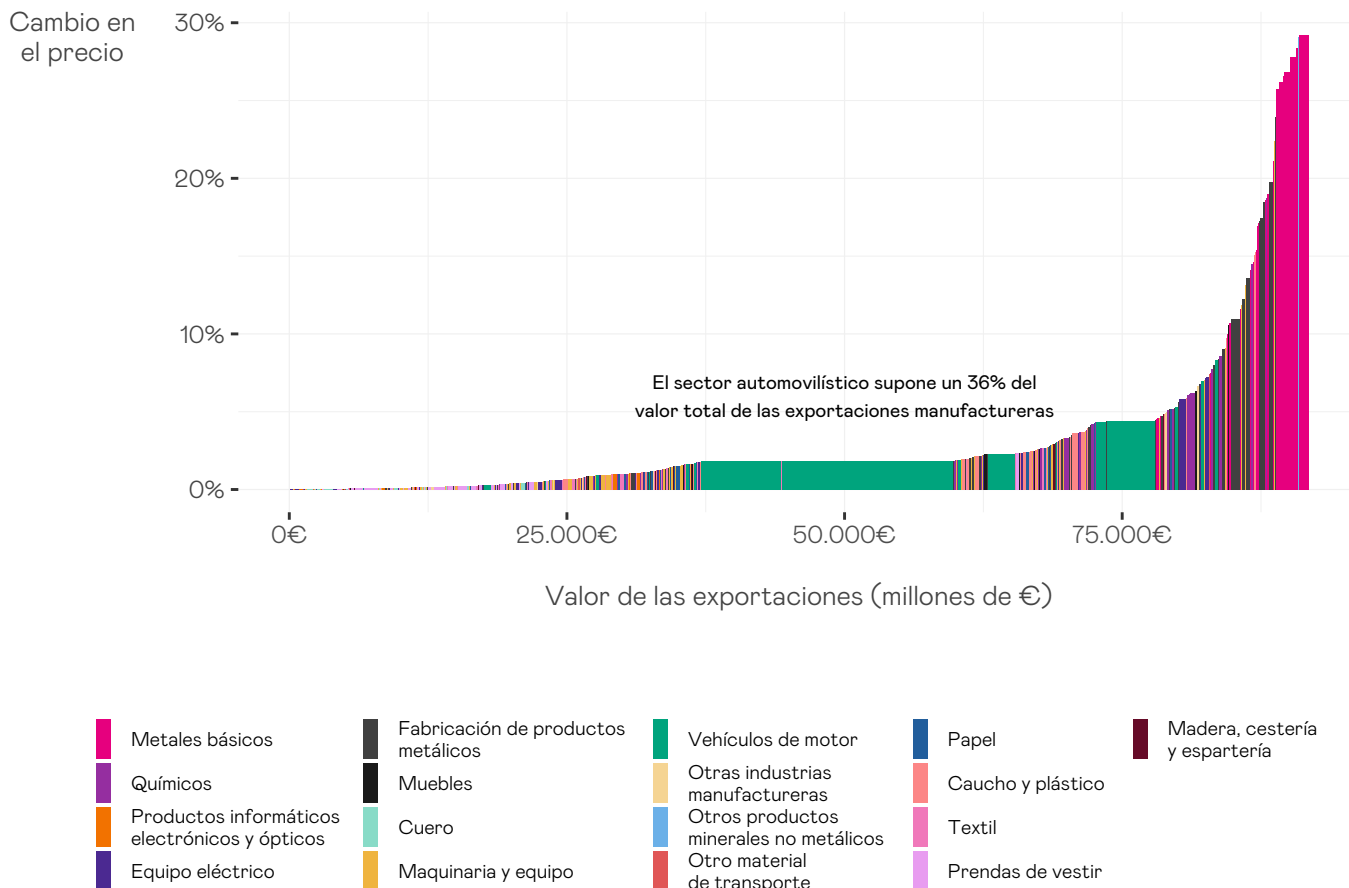 Cambio en
el precio
30%
20%
10%
0%
El sector automovilístico supone un 36% del
valor total de las exportaciones manufactureras
0€
25.000€
50.000€
75.000€
Valor de las exportaciones (millones de €)
Metales básicos
Químicos
Productos informáticos
electrónicos y ópticos
Equipo eléctrico
Fabricación de productos
metálicos
Muebles
Cuero
Maquinaria y equipo
Vehículos de motor
Otras industrias
manufactureras
Otros productos
minerales no metálicos
Otro material
de transporte
Papel
Caucho y plástico
Textil
Prendas de vestir
Madera, cestería
y espartería